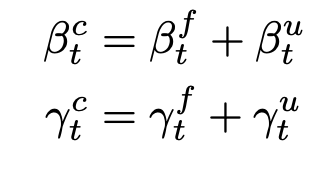 β_t^c = β_t^f + β_t^u
γ_t^c = γ_t^f + γ_t^u